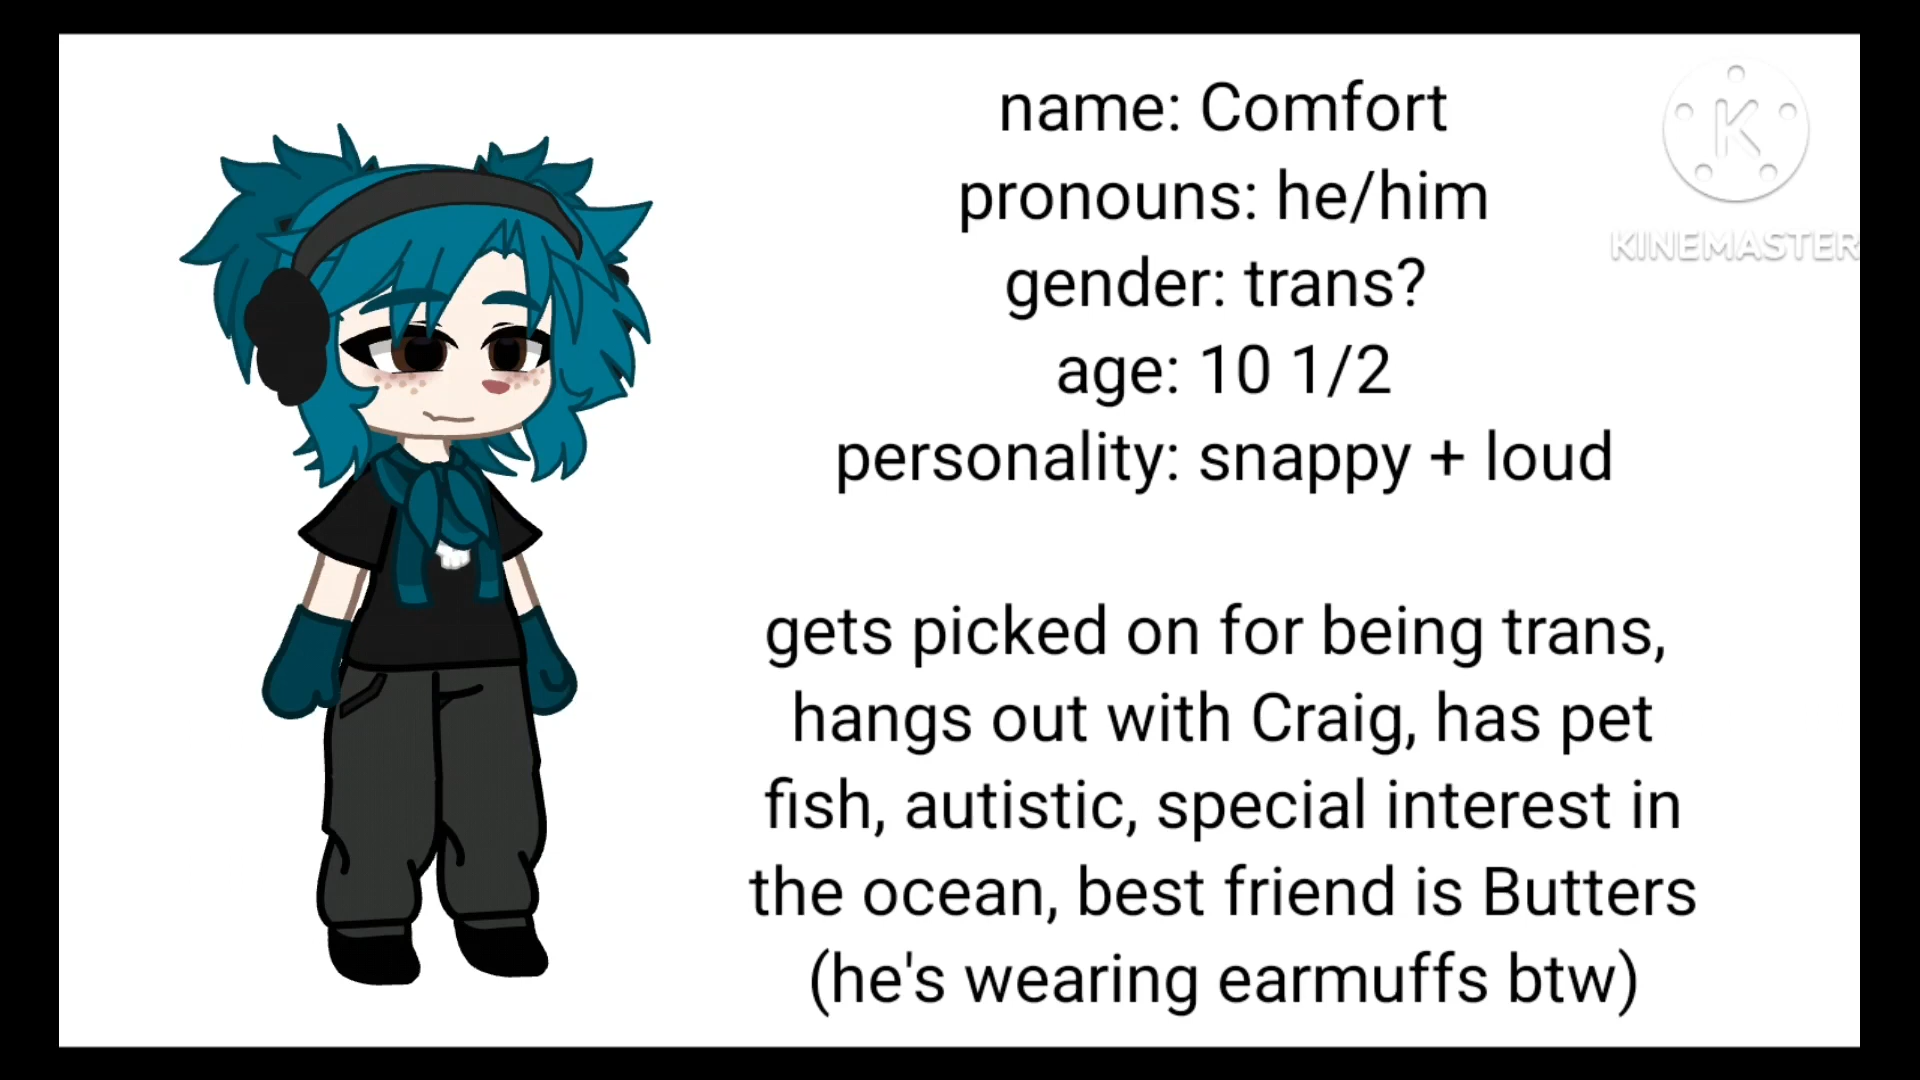 name: Comfort
pronouns: he/him
gender: trans?
age: 10 1/2
personality: snappy + loud
gets picked on for being trans,
hangs out with Craig, has pet
fish, autistic, special interest in
the ocean, best friend is Butters
(he's wearing earmuffs btw)
K
KINEMASTER